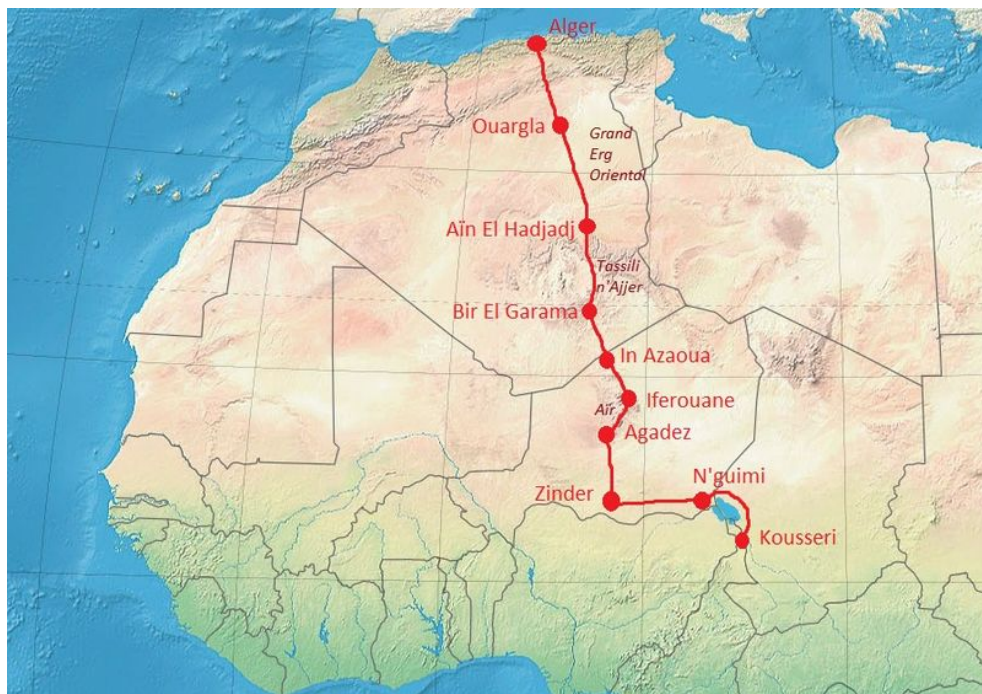 Alger
Ouargla
Grand
Erg
Oriental
Aïn El Hadjadj
Tassili
n'Ajjer
Bir El Garama
In Azaoua
Iferouane
Aïr
Agadez
N'guimi
Zinder
Kousseri